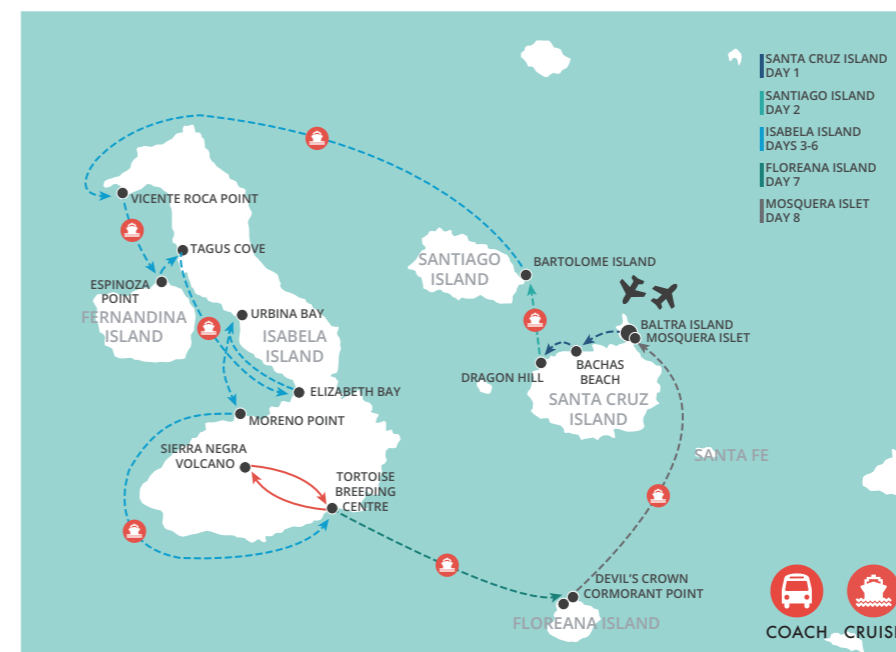 SANTA CRUZ ISLAND
DAY 1
SANTIAGO ISLAND
DAY 2
ISABELA ISLAND
DAYS 3-6
FLOREANA ISLAND
DAY 7
MOSQUERA ISLET
DAY 8
VICENTE ROCA POINT
TAGUS COVE
ESPINOZA
POINT
FERNANDINA
ISLAND
URBINA BAY
ISABELA
ISLAND
ELIZABETH BAY
MORENO POINT
SIERRA NEGRA
VOLCANO
TORTOISE
BREEDING
CENTRE
SANTIAGO
ISLAND
BARTOLOME ISLAND
BALTRA ISLAND
MOSQUERA ISLET
DRAGON HILL
BACHAS
BEACH
SANTA CRUZ
ISLAND
SANTA FE
DEVIL'S CROWN
CORMORANT POINT
FLOREANA ISLAND
COACH
CRUIS